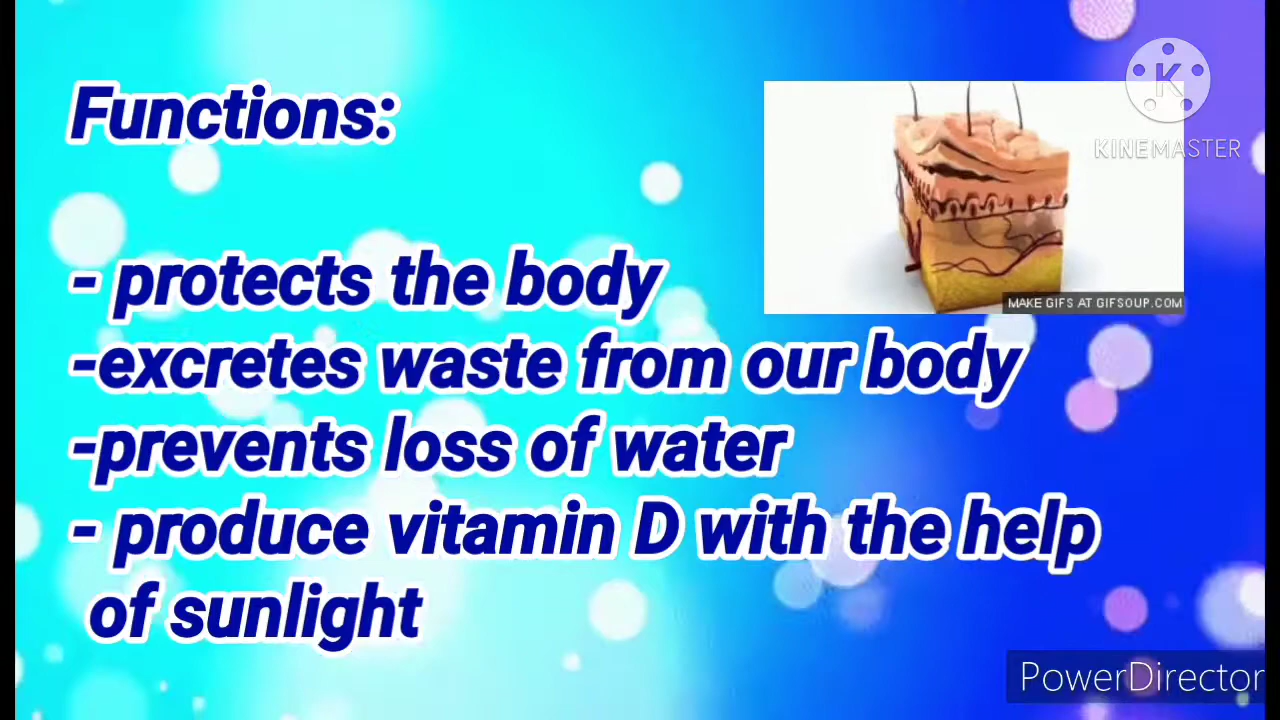 Functions:
- protects the body
-excretes waste from our body
-prevents loss of water
- produce vitamin D with the help
of sunlight
K
KINEMASTER
MAKE GIFS AT GIFSOUP.COM
PowerDirector